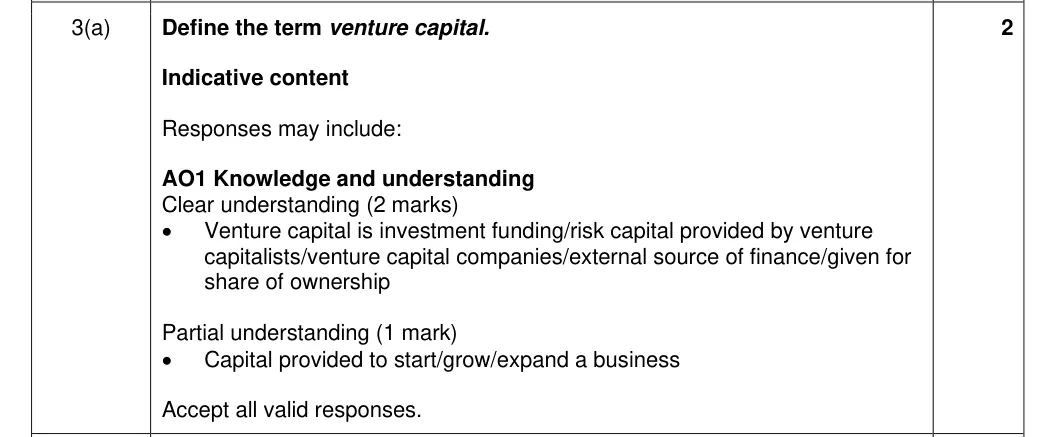 3(a) Define the term venture capital. 2
Indicative content
Responses may include:
AO1 Knowledge and understanding
Clear understanding (2 marks)
• Venture capital is investment funding/risk capital provided by venture
capitalists/venture capital companies/external source of finance/given for
share of ownership
Partial understanding (1 mark)
• Capital provided to start/grow/expand a business
Accept all valid responses.